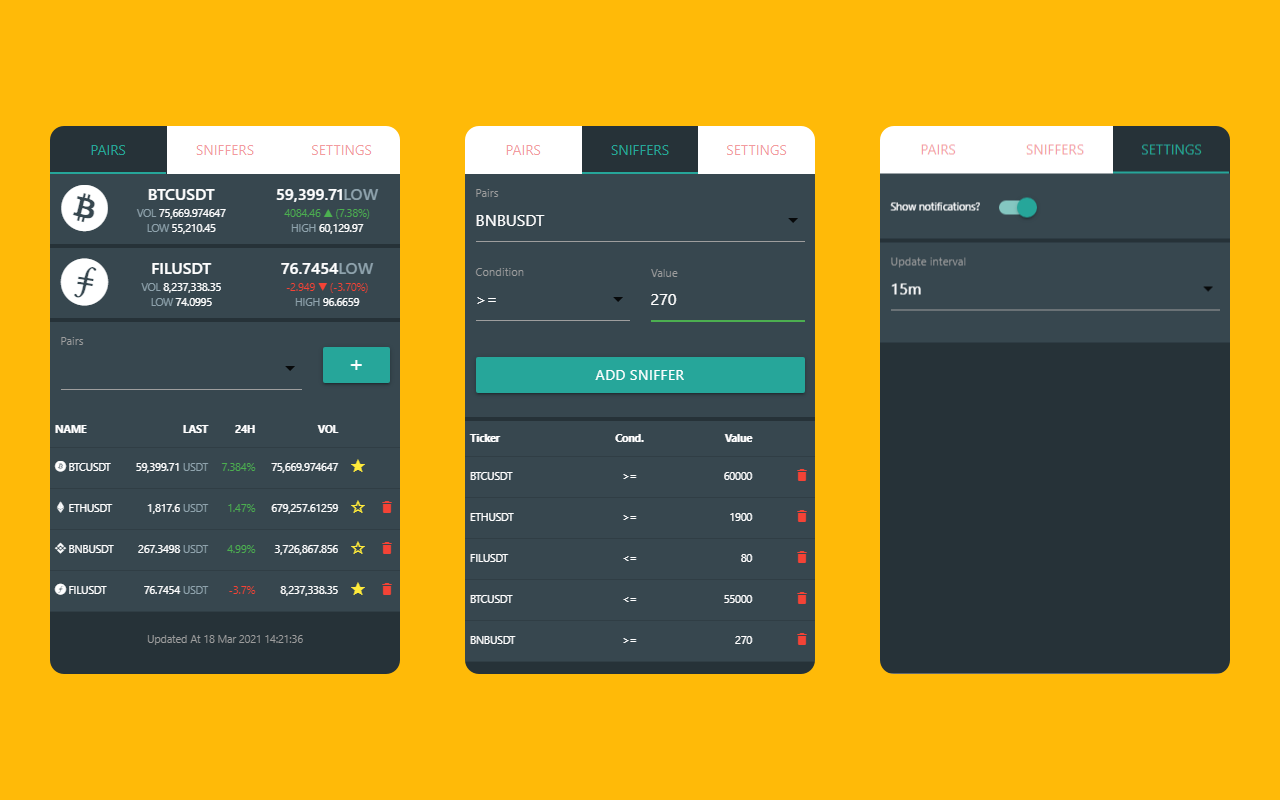 PAIRS SNIFFERS SETTINGS
BTCUSDT 59,399.71LOW
VOL 75,669.974647 4084.46 ▲ (7.38%)
LOW 55,210.45 HIGH 60,129.97
FILUSDT 76.7454LOW
VOL 8,237,338.35 -2.949 ▼ (-3.70%)
LOW 74.0995 HIGH 96.6659
Pairs
+
NAME LAST 24H VOL
BTCUSDT 59,399.71 USDT 7.384% 75,669.974647
ETHUSDT 1,817.6 USDT 1.47% 679,257.61259
BNBUSDT 267.3498 USDT 4.99% 3,726,867.856
FILUSDT 76.7454 USDT -3.7% 8,237,338.35
Updated At 18 Mar 2021 14:21:36
PAIRS SNIFFERS SETTINGS
Pairs
BNBUSDT
Condition Value
>= 270
ADD SNIFFER
Ticker Cond. Value
BTCUSDT >= 60000
ETHUSDT >= 1900
FILUSDT <= 80
BTCUSDT <= 55000
BNBUSDT >= 270
PAIRS SNIFFERS SETTINGS
Show notifications?
Update interval
15m